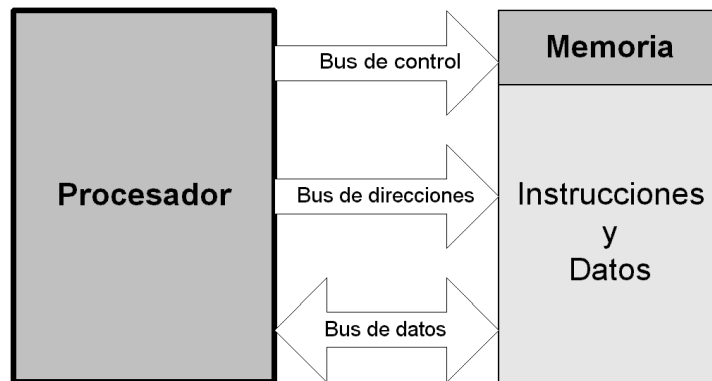 Procesador
Bus de control
Bus de direcciones
Bus de datos
Memoria
Instrucciones
y
Datos